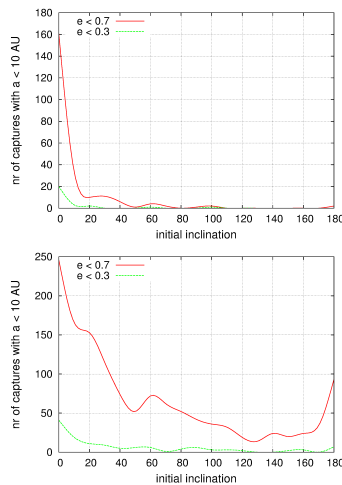 180
160
140
120
100
80
60
40
20
0
nr of captures with a < 10 AU
e < 0.7
e < 0.3
0 20 40 60 80 100 120 140 160 180
initial inclination
250
200
150
100
50
0
nr of captures with a < 10 AU
e < 0.7
e < 0.3
0 20 40 60 80 100 120 140 160 180
initial inclination